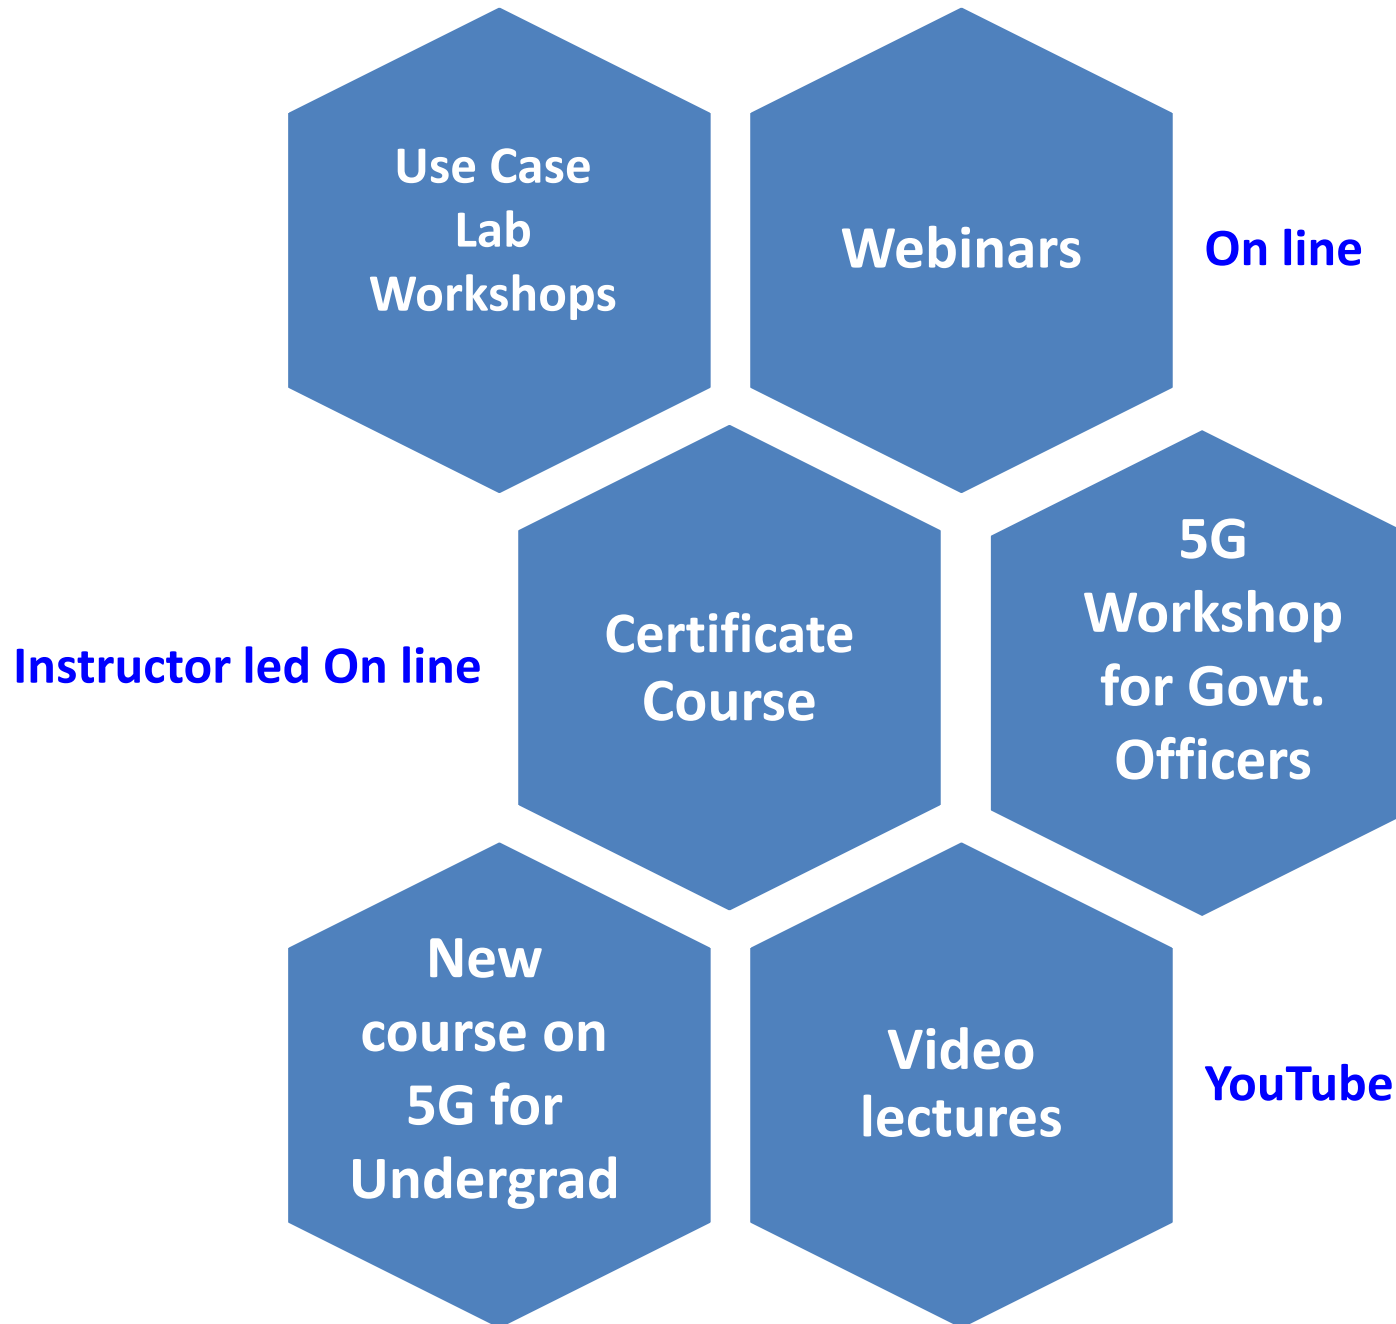 Use Case
Lab
Workshops
Webinars
On line
Instructor led On line
Certificate
Course
5G
Workshop
for Govt.
Officers
New
course on
5G for
Undergrad
Video
lectures
YouTube